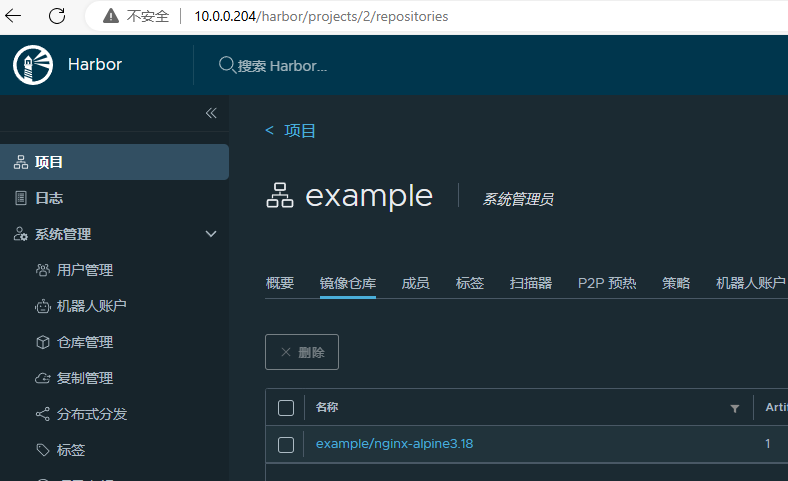 不安全 10.0.0.204/harbor/projects/2/repositories
Harbor
搜索 Harbor...
项目
日志
系统管理
用户管理
机器人账户
仓库管理
复制管理
分布式分发
标签
< 项目
example 系统管理员
概要 镜像仓库 成员 标签 扫描器 P2P 预热 策略 机器人账户
删除
名称 Arti
example/nginx-alpine3.18 1